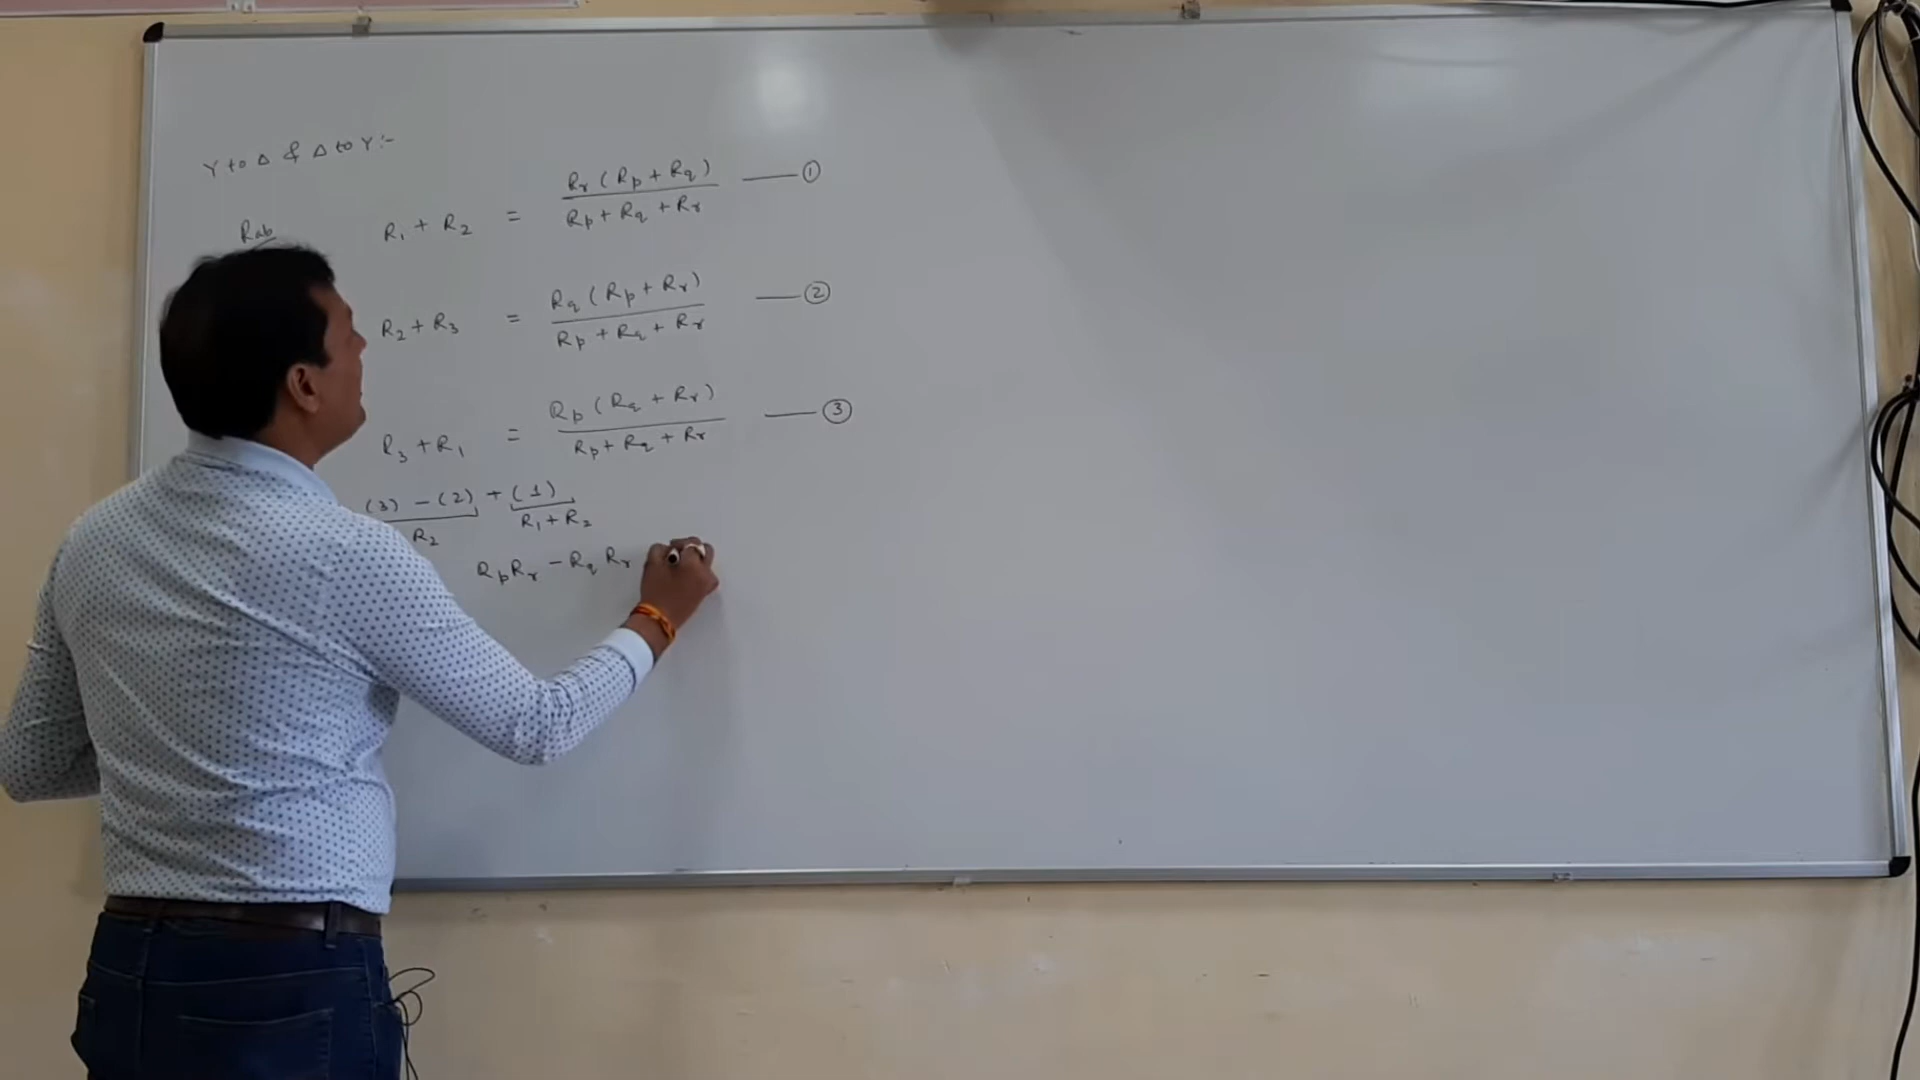 Y to Δ & Δ to Y:-
Rab
R₁ + R₂ = Rr (Rp + Rq) / Rp + Rq + Rr —— ①
R₂ + R₃ = Rq (Rp + Rr) / Rp + Rq + Rr —— ②
R₃ + R₁ = Rp (Rq + Rr) / Rp + Rq + Rr —— ③
(3) - (2) + (1)
R₂ R₁ + R₂
RpRr - Rq Rr